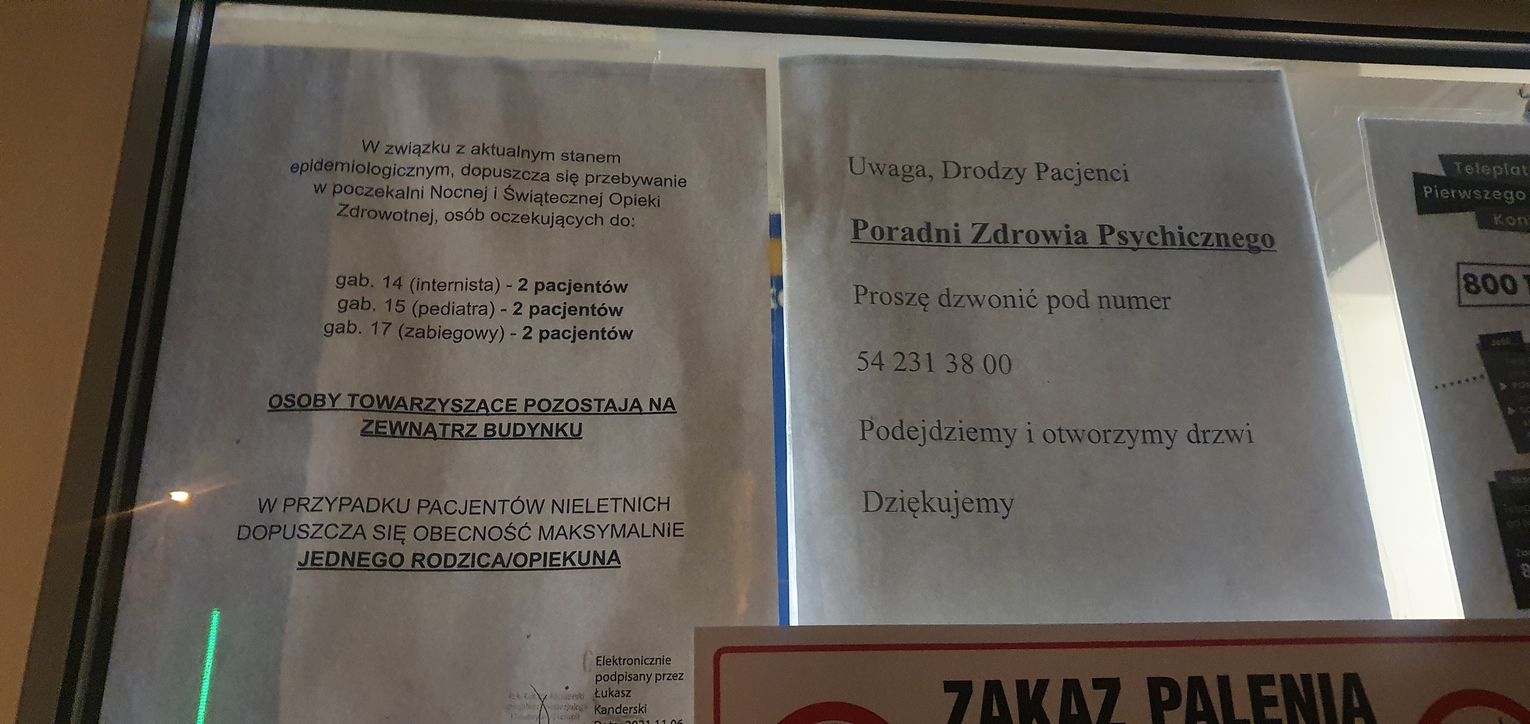 W związku z aktualnym stanem
epidemiologicznym, dopuszcza się przebywanie
w poczekalni Nocnej i Świątecznej Opieki
Zdrowotnej, osób oczekujących do:
gab. 14 (internista) - 2 pacjentów
gab. 15 (pediatra) - 2 pacjentów
gab. 17 (zabiegowy) - 2 pacjentów
OSOBY TOWARZYSZĄCE POZOSTAJĄ NA
ZEWNĄTRZ BUDYNKU
W PRZYPADKU PACJENTÓW NIELETNICH
DOPUSZCZA SIĘ OBECNOŚĆ MAKSYMALNIE
JEDNEGO RODZICA/OPIEKUNA
Elektronicznie
podpisany przez
Łukasz
Kanderski
Uwaga, Drodzy Pacjenci
Poradni Zdrowia Psychicznego
Proszę dzwonić pod numer
54 231 38 00
Podejdziemy i otworzymy drzwi
Dziękujemy
Pierwszego
800
ZAKAZ PALENIA